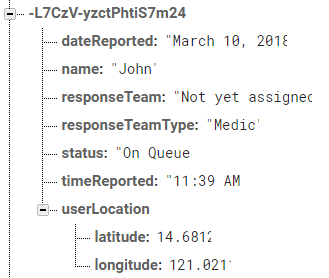 -L7CzV-yzctPhtiS7m24
dateReported: "March 10, 2018
name: "John"
responseTeam: "Not yet assigned
responseTeamType: "Medic"
status: "On Queue
timeReported: "11:39 AM
userLocation
latitude: 14.6812
longitude: 121.0211